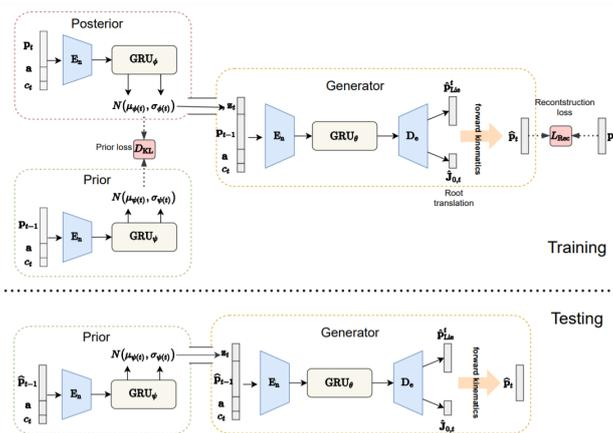 Posterior
p_t
a
c_t
E_n
GRU_ϕ
N(μ_ϕ(t), σ_ϕ(t))
Prior loss
D_KL
N(μ_ψ(t), σ_ψ(t))
Prior
p_{t-1}
a
c_t
E_n
GRU_ψ
Generator
z_t
p_{t-1}
a
c_t
E_n
GRU_θ
D_e
p̂^t_{Lie}
Ĵ_{0,t}
Root
translation
forward kinematics
p̂_t
Reconstruction
loss
L_Rec
Training
Testing
Prior
p̂_{t-1}
a
c_t
E_n
GRU_ψ
N(μ_ψ(t), σ_ψ(t))
Generator
z_t
p̂_{t-1}
a
c_t
E_n
GRU_θ
D_e
p̂^t_{Lie}
Ĵ_{0,t}
forward kinematics
p̂_t